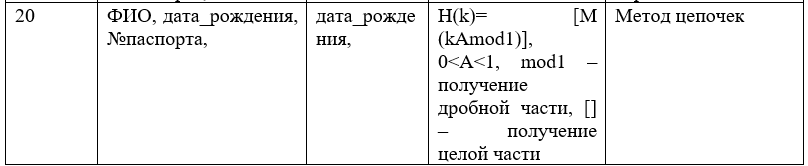 20
ФИО, дата_рождения,
№паспорта,
дата_рожде
ния,
H(k)= [M
(kAmod1)],
0<A<1, mod1 –
получение
дробной части, []
– получение
целой части
Метод цепочек